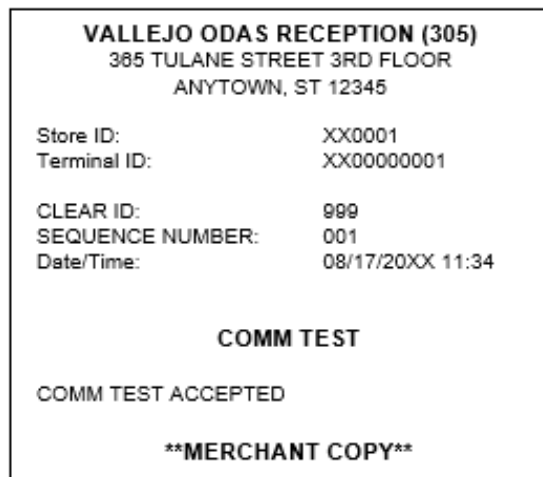 VALLEJO ODAS RECEPTION (305)
365 TULANE STREET 3RD FLOOR
ANYTOWN, ST 12345
Store ID: XX0001
Terminal ID: XX00000001
CLEAR ID: 999
SEQUENCE NUMBER: 001
Date/Time: 08/17/20XX 11:34
COMM TEST
COMM TEST ACCEPTED
**MERCHANT COPY**